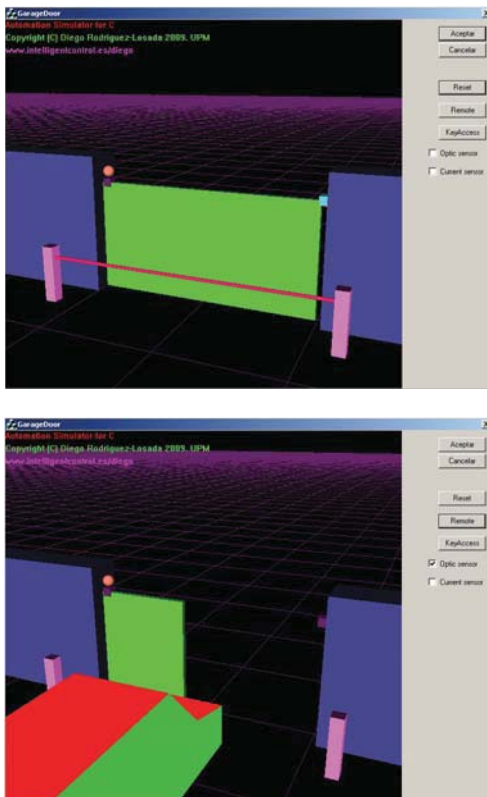 GarageDoor
Automation Simulator for C
Copyright (C) Diego Rodriguez-Losada 2009. UPM
www.intelligentcontrol.es/diego
Aceptar
Cancelar
Reset
Remote
KeyAccess
Optic sensor
Current sensor
GarageDoor
Automation Simulator for C
Copyright (C) Diego Rodriguez-Losada 2009. UPM
www.intelligentcontrol.es/diego
Aceptar
Cancelar
Reset
Remote
KeyAccess
Optic sensor
Current sensor